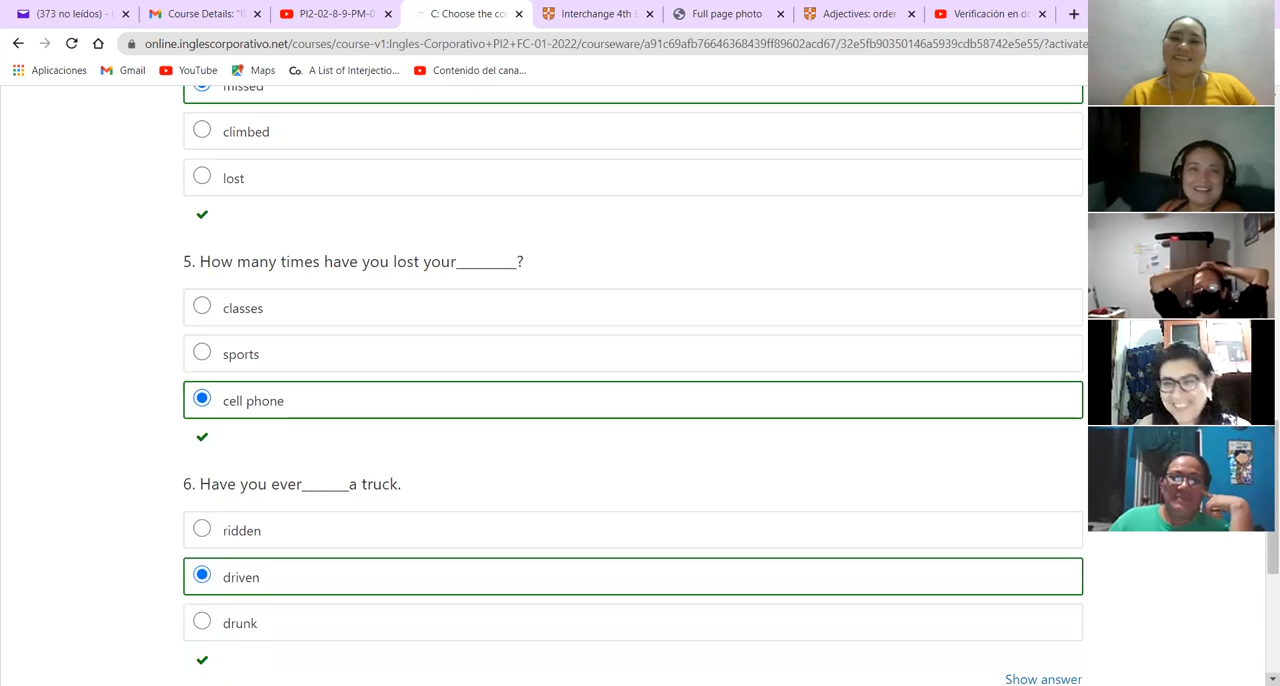 (373 no leídos) -
Course Details: "I
PI2-02-8-9-PM-0
C: Choose the co
Interchange 4th E
Full page photo
Adjectives: order
Verificación en do
online.inglescorporativo.net/courses/course-v1:Ingles-Corporativo+PI2+FC-01-2022/courseware/a91c69afb76646368439ff89602acd67/32e5fb90350146a5939cdb58742e5e55/?activate
Aplicaciones
Gmail
YouTube
Maps
Co. A List of Interjectio...
Contenido del cana...
missed
climbed
lost
5. How many times have you lost your________?
classes
sports
cell phone
6. Have you ever______a truck.
ridden
driven
drunk
Show answer